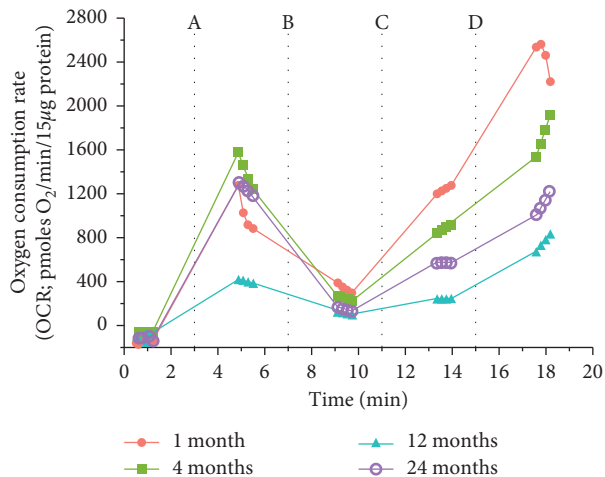 A B C D
2800
2400
2000
1600
1200
800
400
0
0 2 4 6 8 10 12 14 16 18 20
Oxygen consumption rate
(OCR; pmoles O₂/min/15µg protein)
Time (min)
1 month 12 months
4 months 24 months